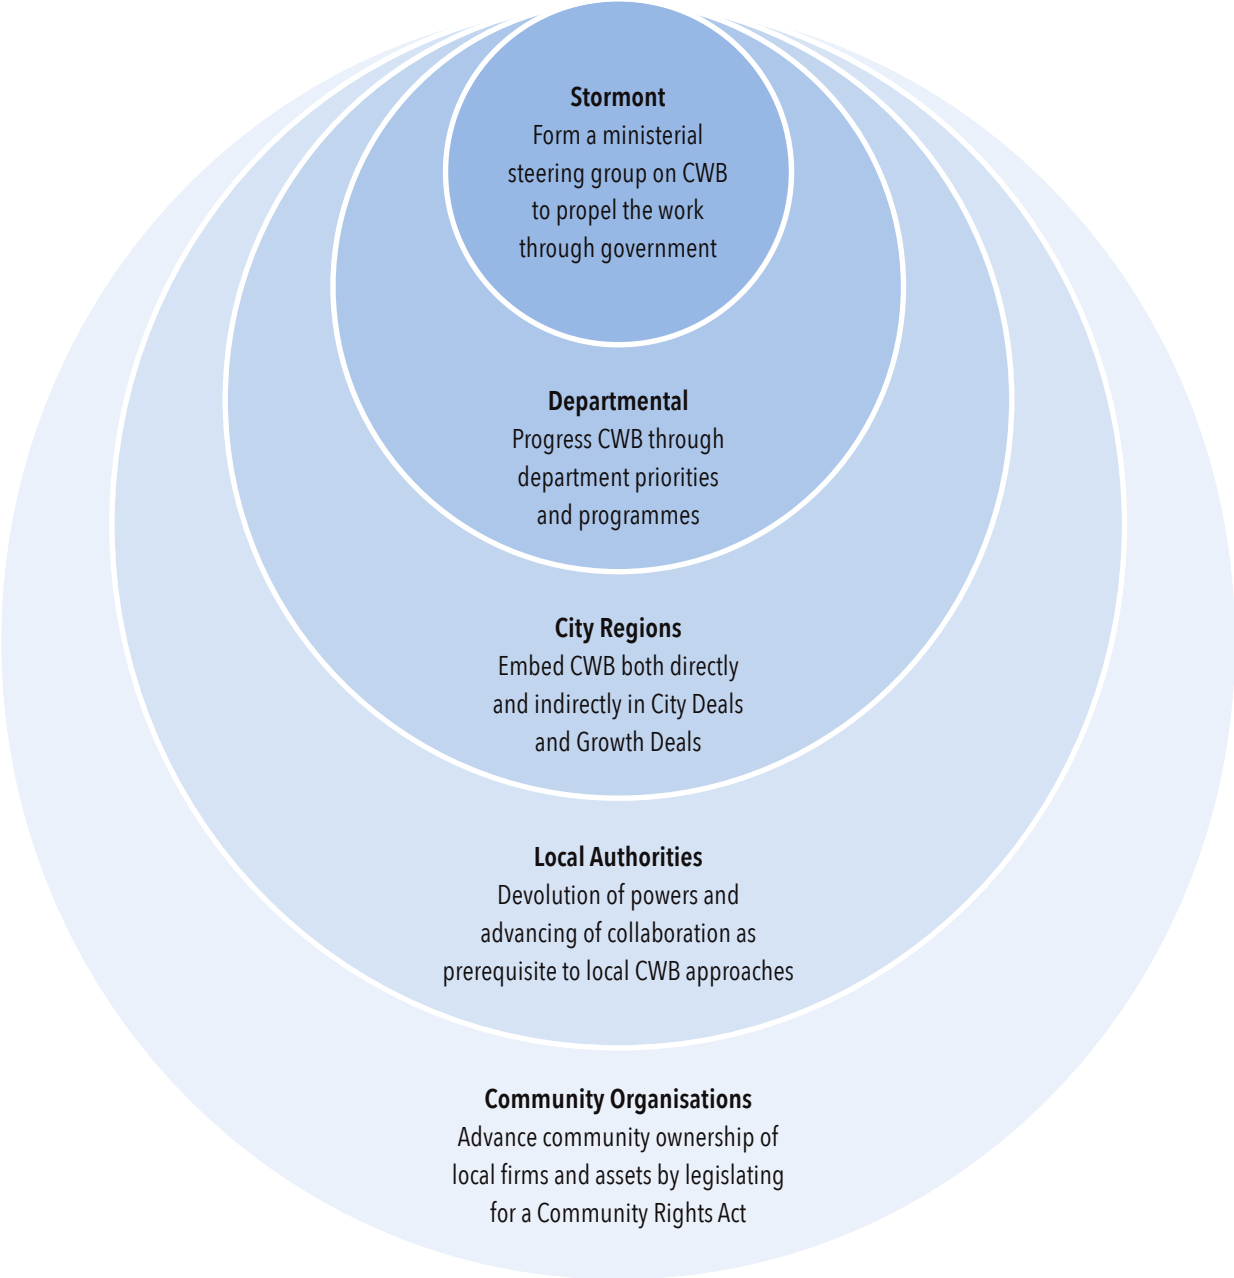 Stormont
Form a ministerial
steering group on CWB
to propel the work
through government
Departmental
Progress CWB through
department priorities
and programmes
City Regions
Embed CWB both directly
and indirectly in City Deals
and Growth Deals
Local Authorities
Devolution of powers and
advancing of collaboration as
prerequisite to local CWB approaches
Community Organisations
Advance community ownership of
local firms and assets by legislating
for a Community Rights Act